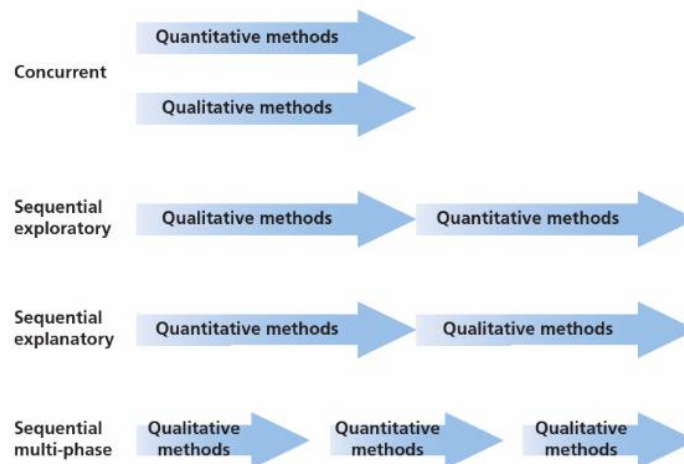 Concurrent
Quantitative methods
Qualitative methods
Sequential
exploratory
Qualitative methods
Quantitative methods
Sequential
explanatory
Quantitative methods
Qualitative methods
Sequential
multi-phase
Qualitative
methods
Quantitative
methods
Qualitative
methods